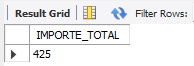 Result Grid Filter Rows:
IMPORTE_TOTAL
425